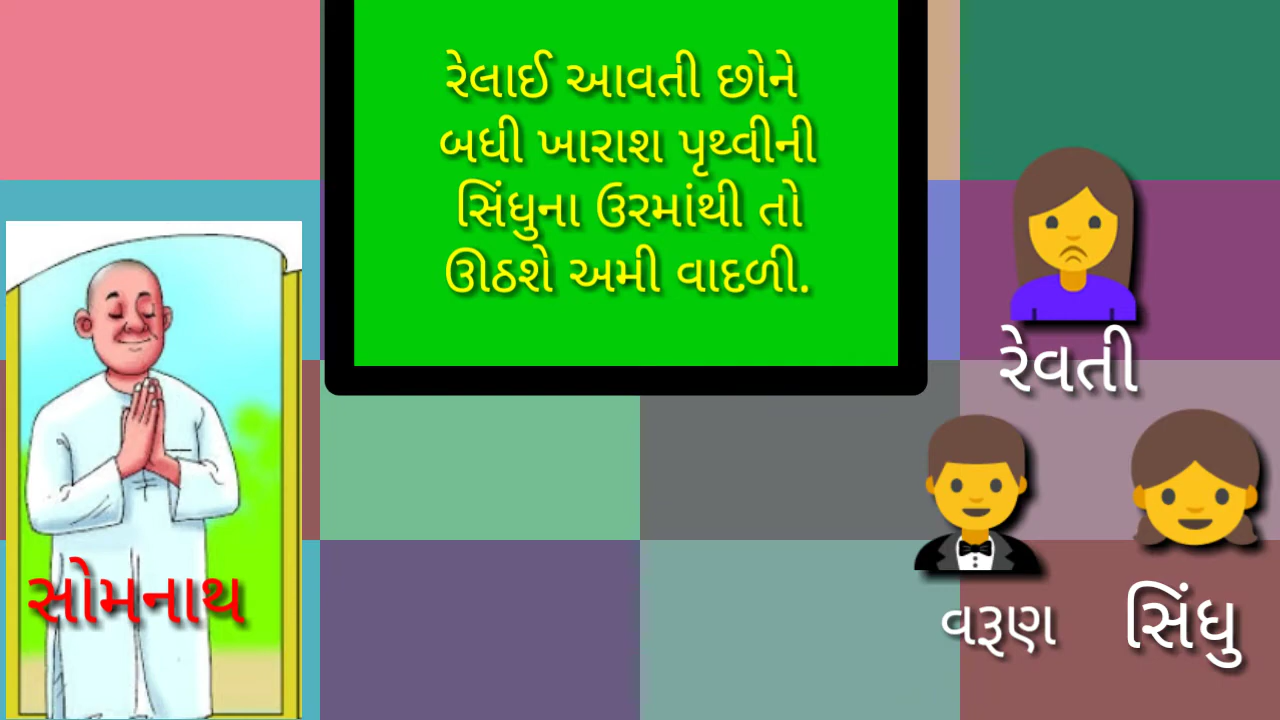 રેલાઈ આવતી છોને
બધી ખારાશ પૃથ્વીની
સિંધુના ઉરમાંથી તો
ઊઠશે અમી વાદળી.
રેવતી
સોમનાથ
વરૂણ
સિંધુ